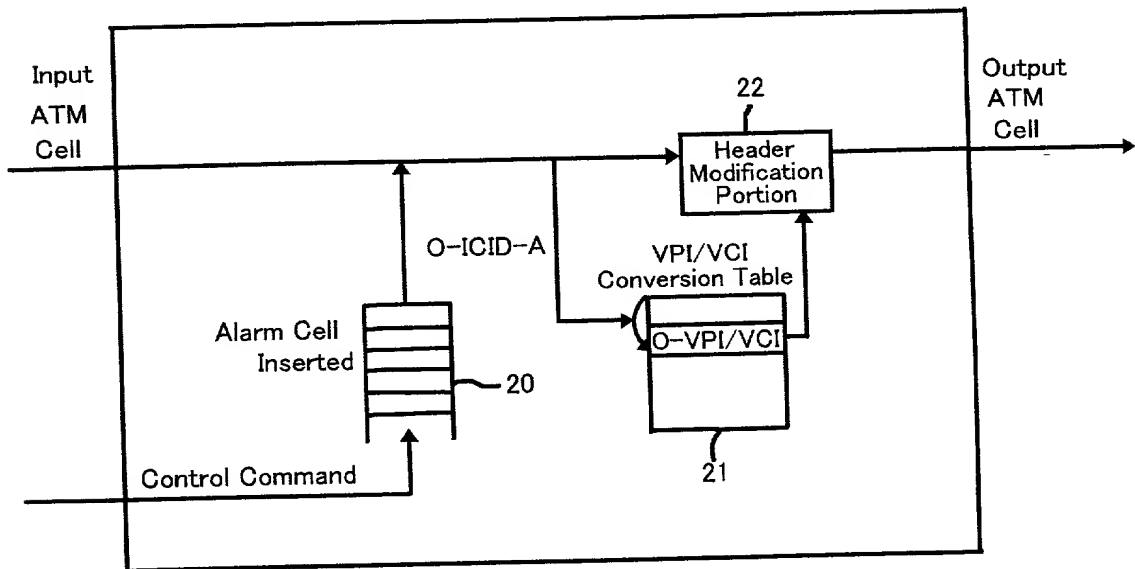 Input
ATM
Cell
Output
ATM
Cell
22
Header
Modification
Portion
O-ICID-A
VPI/VCI
Conversion Table
O-VPI/VCI
21
Alarm Cell
Inserted
20
Control Command